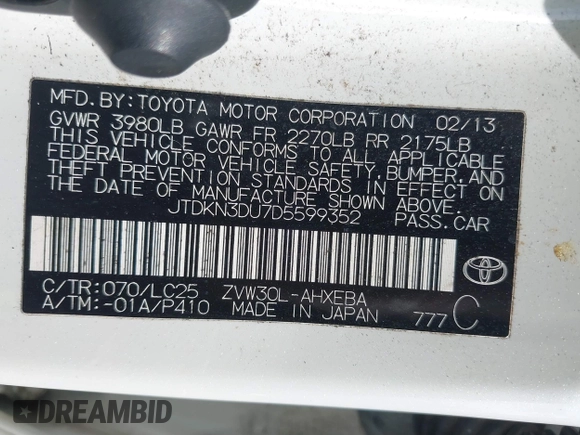 MFD. BY: TOYOTA MOTOR CORPORATION 02/13
GVWR 3980LB GAWR FR 2270LB RR 2175LB
THIS VEHICLE CONFORMS TO ALL APPLICABLE
FEDERAL MOTOR VEHICLE SAFETY, BUMPER, AND
THEFT PREVENTION STANDARDS IN EFFECT ON
THE DATE OF MANUFACTURE SHOWN ABOVE.
JTDKN3DU7D5599352 PASS.CAR
C/TR:070/LC25 ZVW30L-AHXEBA
A/TM:-01A/P410 MADE IN JAPAN 777 C
DREAMBID